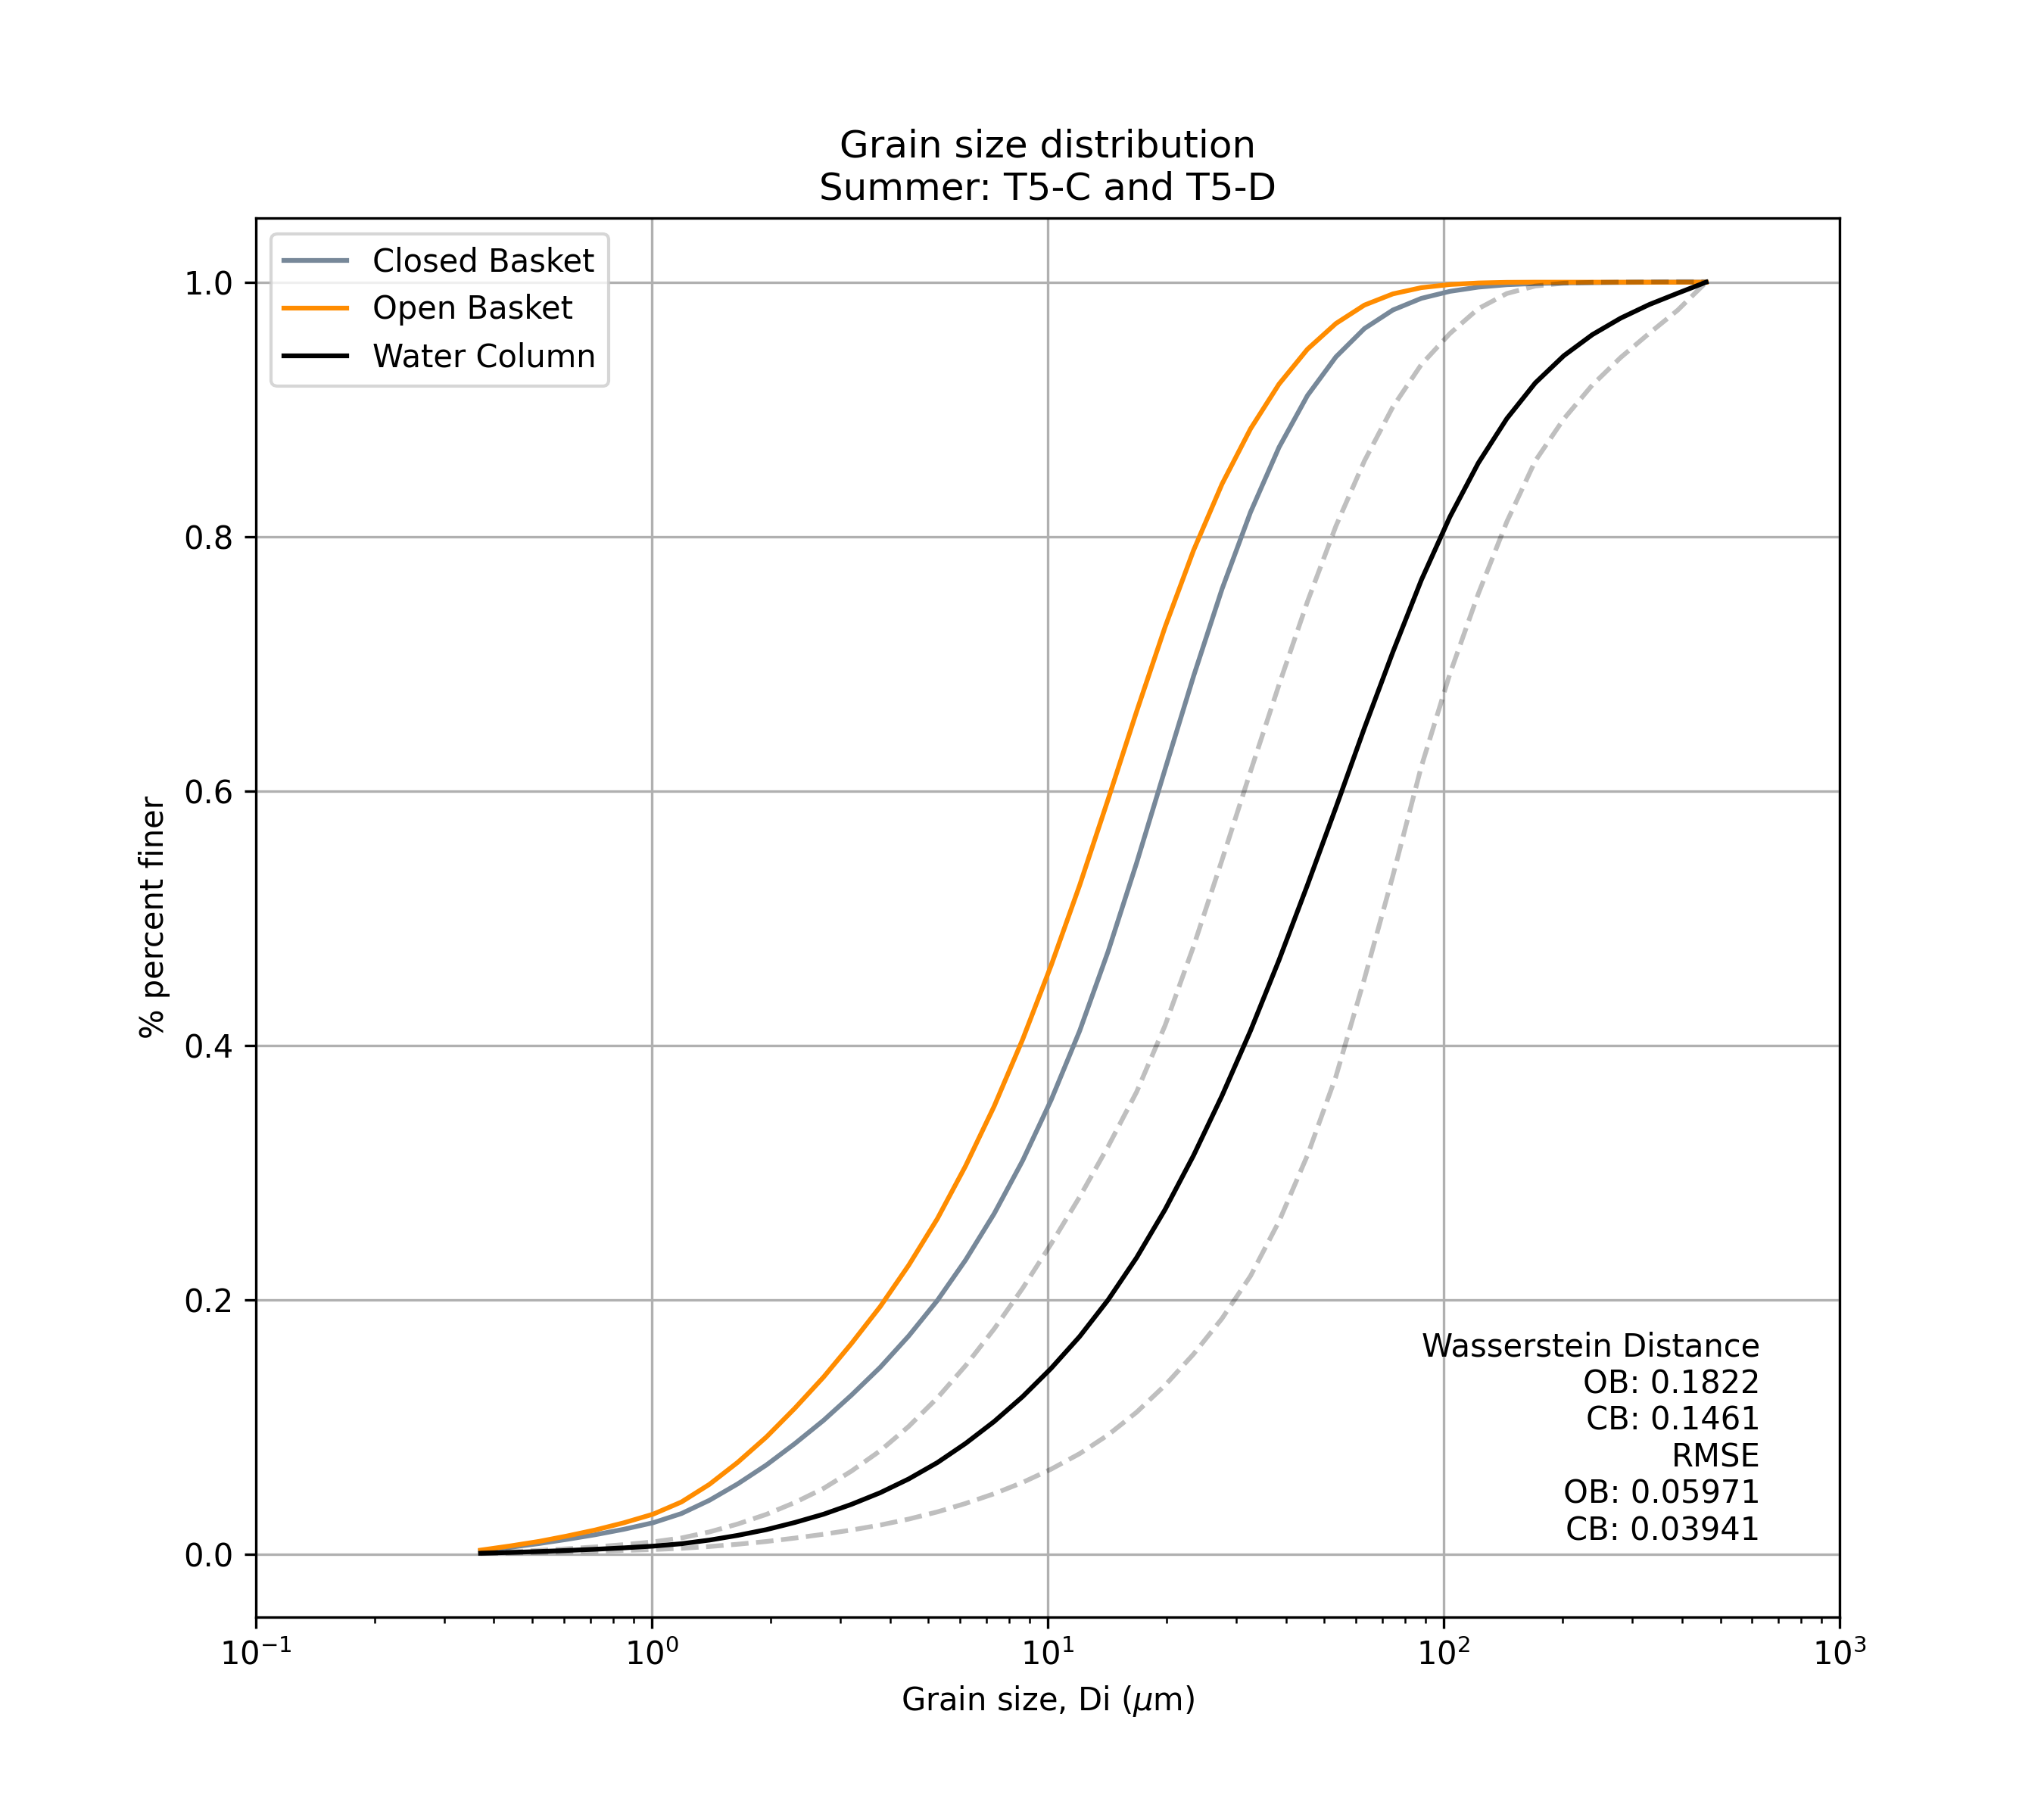 Grain size distribution
Summer: T5-C and T5-D
Closed Basket
Open Basket
Water Column
1.0
0.8
0.6
0.4
0.2
0.0
% percent finer
Wasserstein Distance
OB: 0.1822
CB: 0.1461
RMSE
OB: 0.05971
CB: 0.03941
10⁻¹ 10⁰ 10¹ 10² 10³
Grain size, Di (μm)